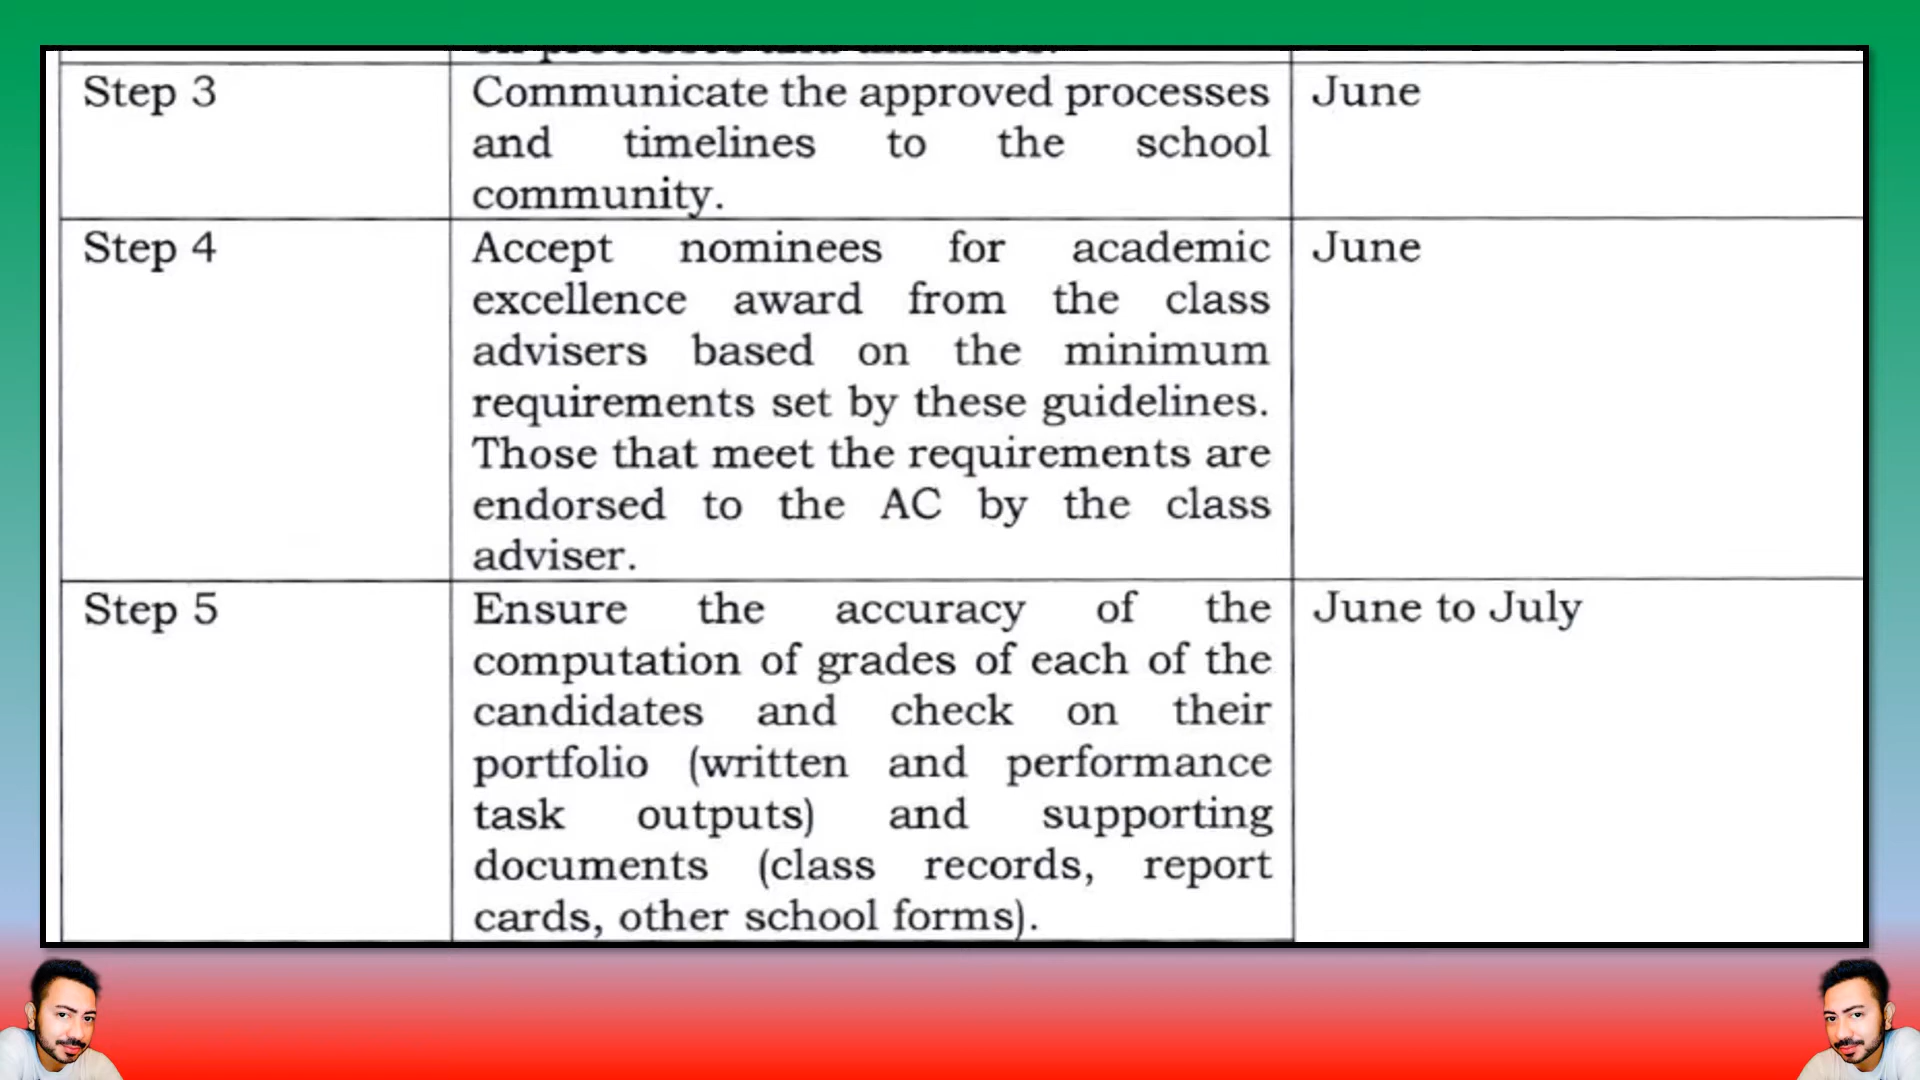 on processes and timelines.
Step 3
Communicate the approved processes
and timelines to the school
community.
June
Step 4
Accept nominees for academic
excellence award from the class
advisers based on the minimum
requirements set by these guidelines.
Those that meet the requirements are
endorsed to the AC by the class
adviser.
June
Step 5
Ensure the accuracy of the
computation of grades of each of the
candidates and check on their
portfolio (written and performance
task outputs) and supporting
documents (class records, report
cards, other school forms).
June to July